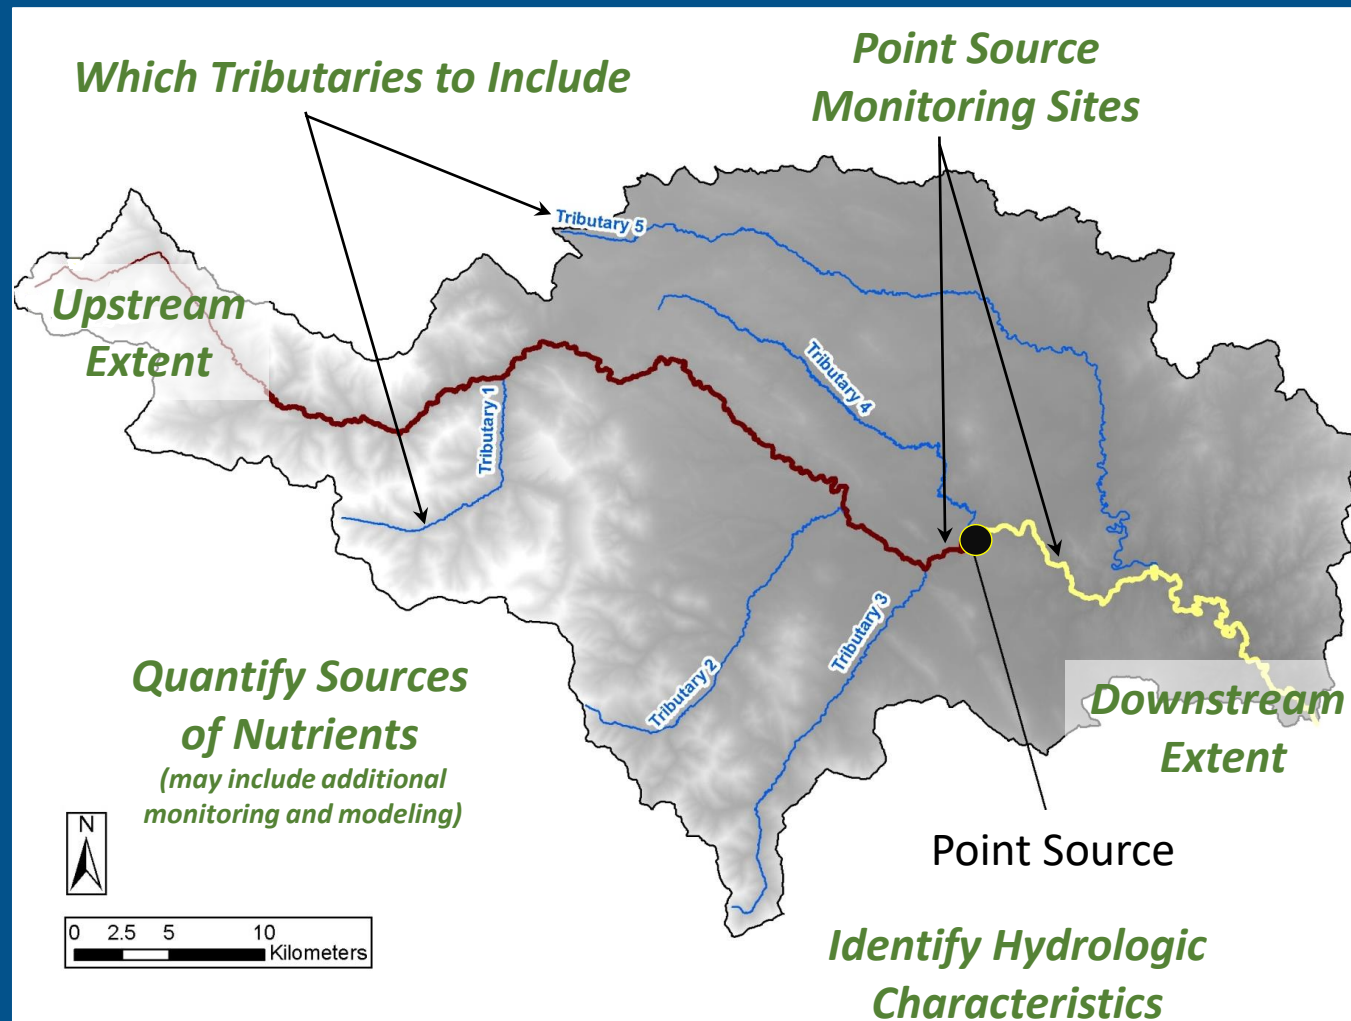 Which Tributaries to Include
Point Source
Monitoring Sites
Tributary 5
Upstream
Extent
Tributary 4
Tributary 1
Tributary 3
Tributary 2
Quantify Sources
of Nutrients
(may include additional
monitoring and modeling)
Downstream
Extent
N
Point Source
0 2.5 5 10
Kilometers
Identify Hydrologic
Characteristics